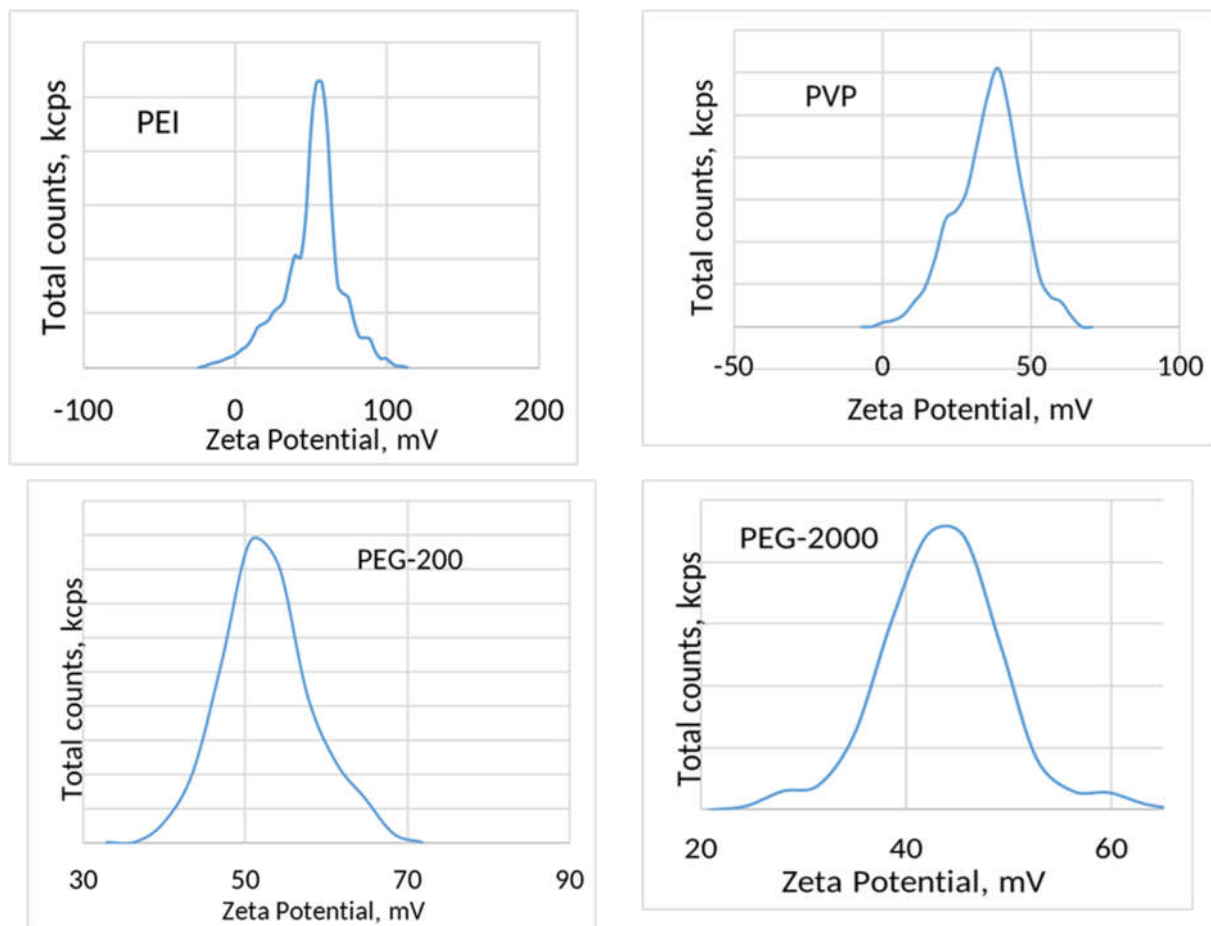 PEI
Total counts, kcps
-100 0 100 200
Zeta Potential, mV
PVP
Total counts, kcps
-50 0 50 100
Zeta Potential, mV
PEG-200
Total counts, kcps
30 50 70 90
Zeta Potential, mV
PEG-2000
Total counts, kcps
20 40 60
Zeta Potential, mV